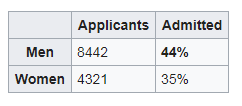 Applicants Admitted
Men 8442 44%
Women 4321 35%